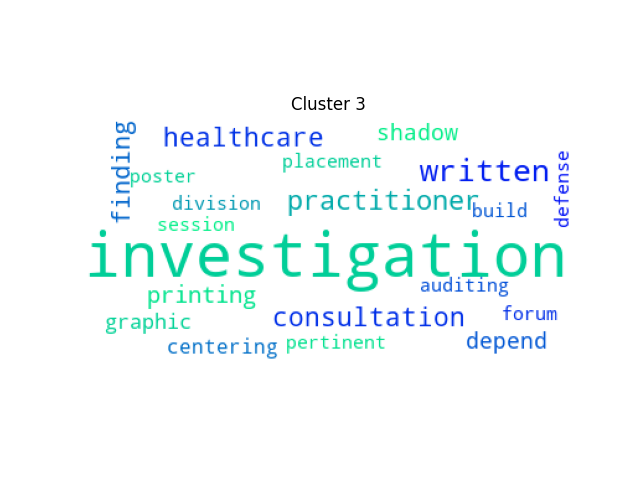 Cluster 3
finding
healthcare
shadow
placement
written
poster
defense
division
practitioner
build
session
investigation
auditing
printing
consultation
forum
graphic
centering
pertinent
depend